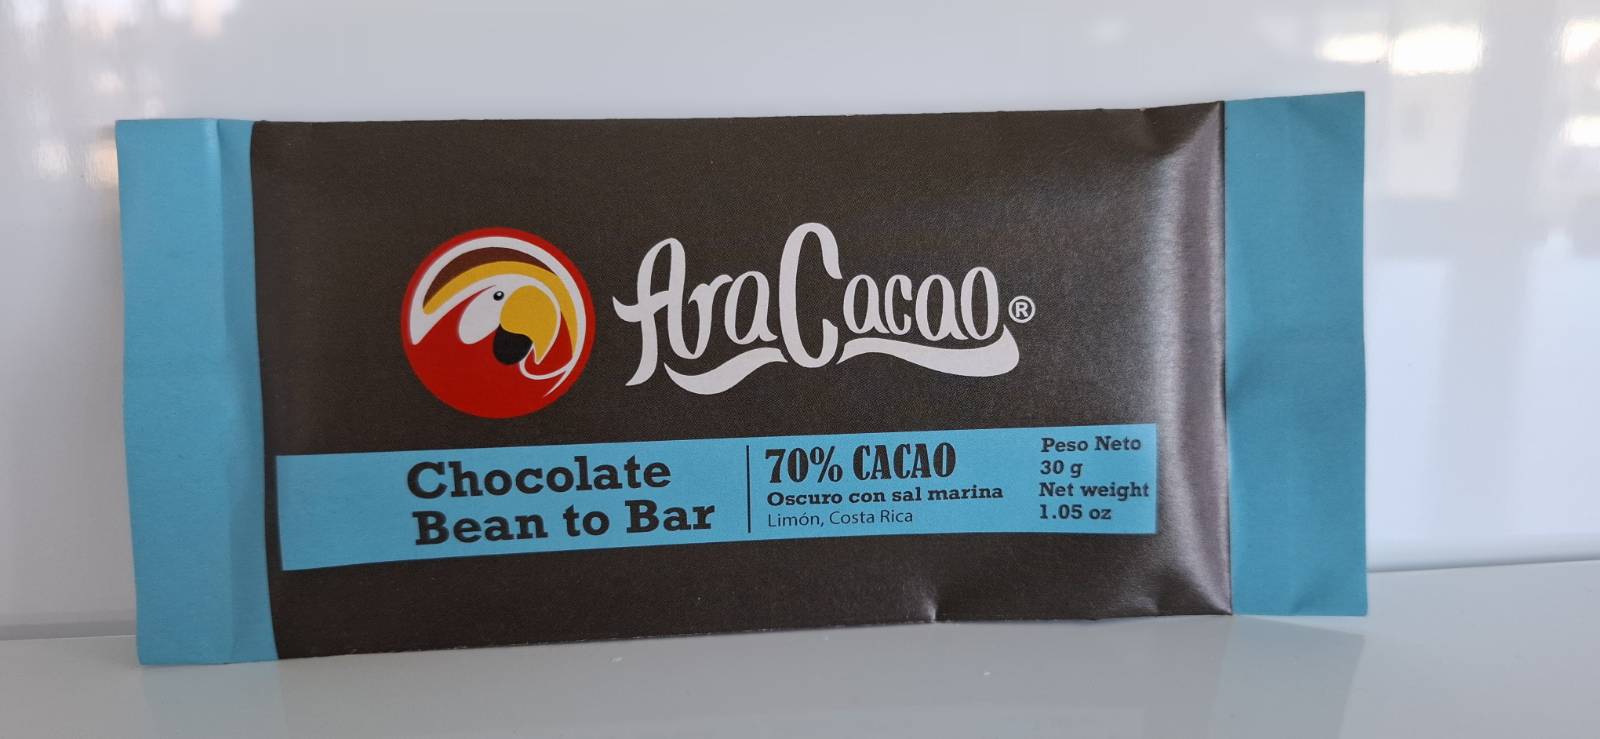 AraCacao®
Chocolate
Bean to Bar
70% CACAO
Oscuro con sal marina
Limón, Costa Rica
Peso Neto
30 g
Net weight
1.05 oz